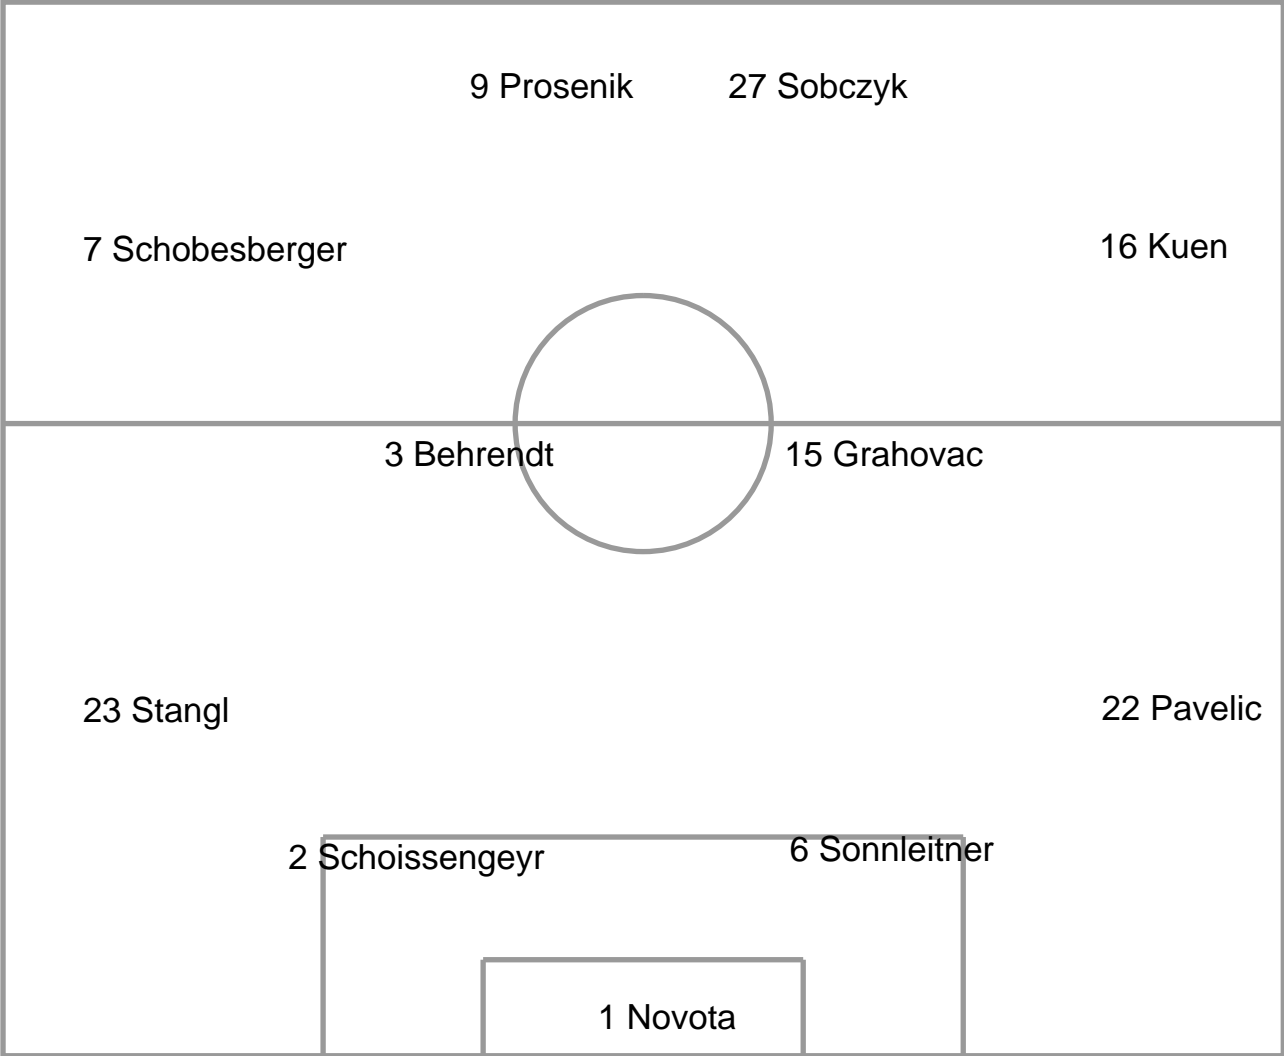 9 Prosenik
27 Sobczyk
7 Schobesberger
16 Kuen
3 Behrendt
15 Grahovac
23 Stangl
22 Pavelic
2 Schoissengeyr
6 Sonnleitner
1 Novota